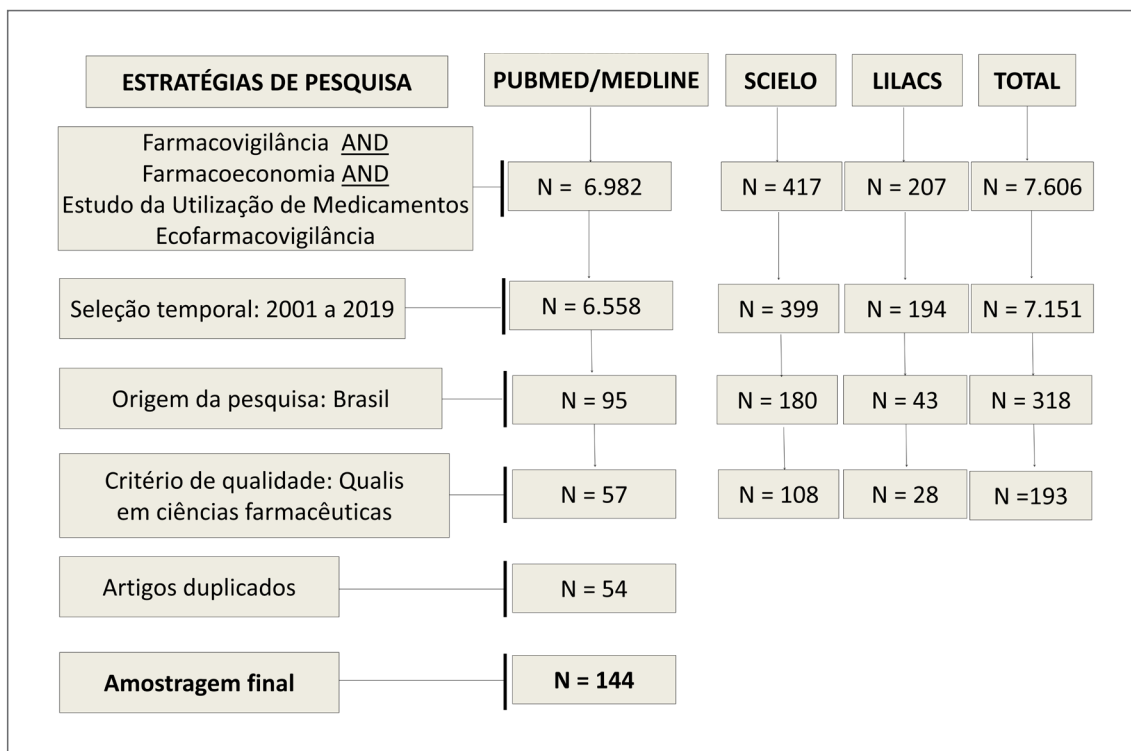 ESTRATÉGIAS DE PESQUISA
PUBMED/MEDLINE
SCIELO
LILACS
TOTAL
Farmacovigilância AND
Farmacoeconomia AND
Estudo da Utilização de Medicamentos
Ecofarmacovigilância
N = 6.982
N = 417
N = 207
N = 7.606
Seleção temporal: 2001 a 2019
N = 6.558
N = 399
N = 194
N = 7.151
Origem da pesquisa: Brasil
N = 95
N = 180
N = 43
N = 318
Critério de qualidade: Qualis
em ciências farmacêuticas
N = 57
N = 108
N = 28
N =193
Artigos duplicados
N = 54
Amostragem final
N = 144